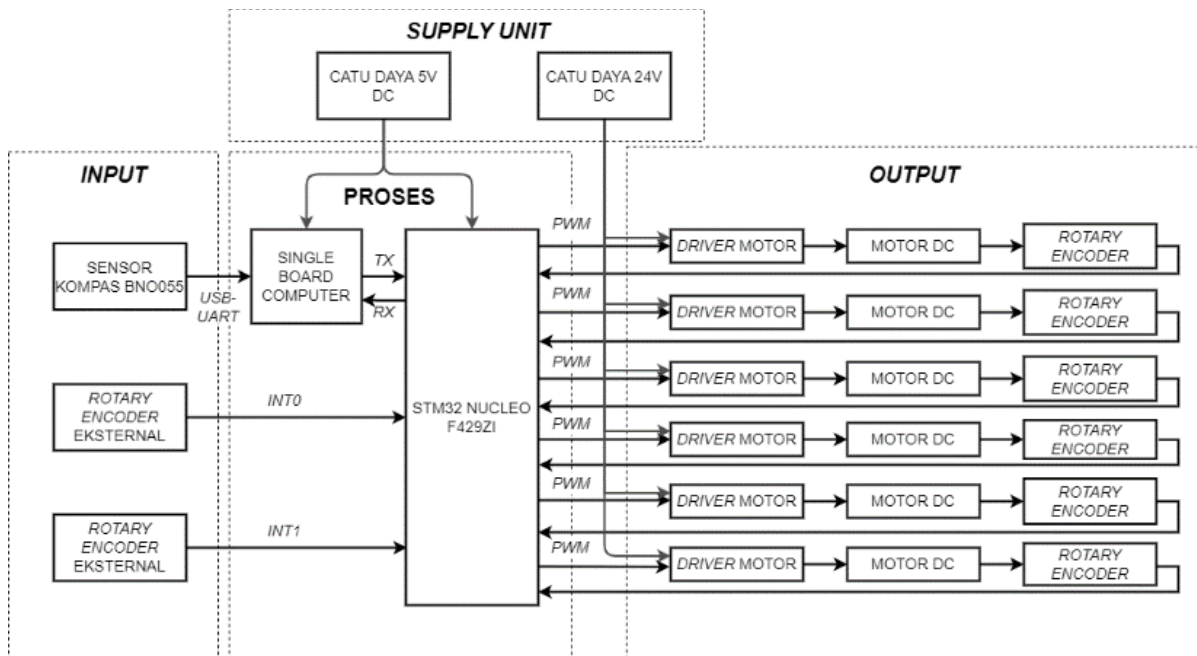 SUPPLY UNIT
CATU DAYA 5V
DC
CATU DAYA 24V
DC
INPUT
SENSOR
KOMPAS BNO055
USB-
UART
ROTARY
ENCODER
EKSTERNAL
INT0
ROTARY
ENCODER
EKSTERNAL
INT1
PROSES
SINGLE
BOARD
COMPUTER
TX
RX
STM32 NUCLEO
F429ZI
OUTPUT
PWM
DRIVER MOTOR
MOTOR DC
ROTARY
ENCODER
PWM
DRIVER MOTOR
MOTOR DC
ROTARY
ENCODER
PWM
DRIVER MOTOR
MOTOR DC
ROTARY
ENCODER
PWM
DRIVER MOTOR
MOTOR DC
ROTARY
ENCODER
PWM
DRIVER MOTOR
MOTOR DC
ROTARY
ENCODER
PWM
DRIVER MOTOR
MOTOR DC
ROTARY
ENCODER